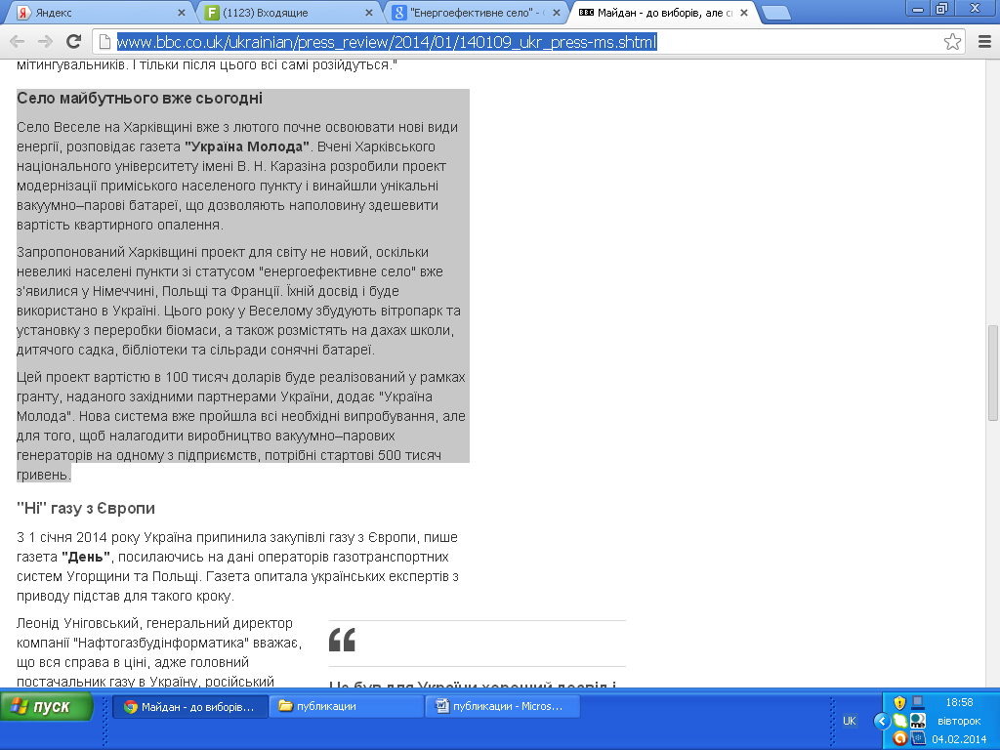 Яндекс
(1123) Входящие
"Енергоефективне село" -
Майдан - до виборів, але
www.bbc.co.uk/ukrainian/press_review/2014/01/140109_ukr_press-ms.shtml
мітингувальників. І тільки після цього всі самі розійдуться."
Село майбутнього вже сьогодні
Село Веселе на Харківщині вже з лютого почне освоювати нові види
енергії, розповідає газета "Україна Молода". Вчені Харківського
національного університету імені В. Н. Каразіна розробили проект
модернізації приміського населеного пункту і винайшли унікальні
вакуумно–парові батареї, що дозволяють наполовину здешевити
вартість квартирного опалення.
Запропонований Харківщині проект для світу не новий, оскільки
невеликі населені пункти зі статусом "енергоефективне село" вже
з'явилися у Німеччині, Польщі та Франції. Їхній досвід і буде
використано в Україні. Цього року у Веселому збудують вітропарк та
установку з переробки біомаси, а також розмістять на дахах школи,
дитячого садка, бібліотеки та сільради сонячні батареї.
Цей проект вартістю в 100 тисяч доларів буде реалізований у рамках
гранту, наданого західними партнерами України, додає "Україна
Молода". Нова система вже пройшла всі необхідні випробування, але
для того, щоб налагодити виробництво вакуумно–парових
генераторів на одному з підприємств, потрібні стартові 500 тисяч
гривень.
"Ні" газу з Європи
З 1 січня 2014 року Україна припинила закупівлі газу з Європи, пише
газета "День", посилаючись на дані операторів газотранспортних
систем Угорщини та Польщі. Газета опитала українських експертів з
приводу підстав для такого кроку.
Леонід Уніговський, генеральний директор
компанії "Нафтогазбудінформатика" вважає,
що вся справа в ціні, адже головний
постачальник газу в Україну, російський
На був для України хороший досвід і
пуск
Майдан - до виборів...
публикации
публикации - Micros...
UK
18:58
вівторок
04.02.2014